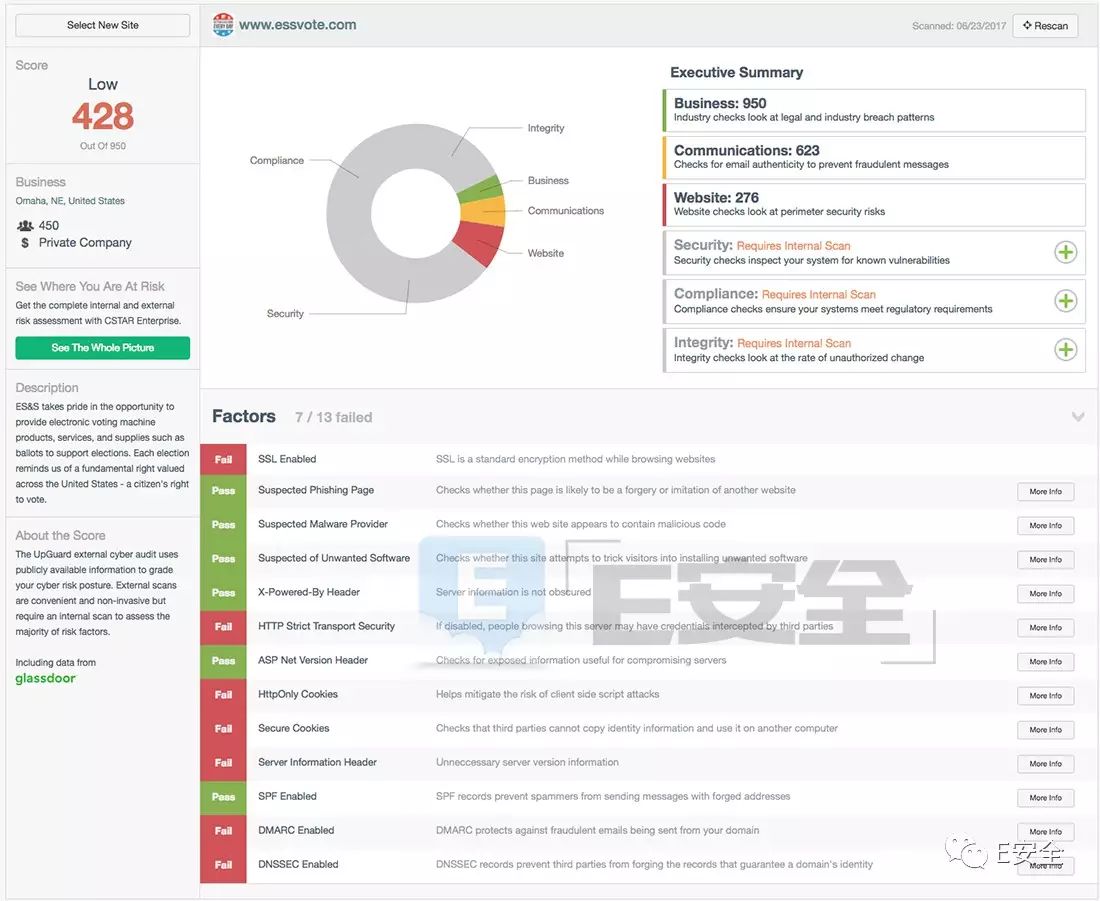 Select New Site
www.essvote.com
Scanned: 06/23/2017
Rescan
Score
Low
428
Out Of 950
Business
Omaha, NE, United States
450
$ Private Company
See Where You Are At Risk
Get the complete internal and external
risk assessment with CSTAR Enterprise.
See The Whole Picture
Description
ES&S takes pride in the opportunity to
provide electronic voting machine
products, services, and supplies such as
ballots to support elections. Each election
reminds us of a fundamental right valued
across the United States - a citizen's right
to vote.
About the Score
The UpGuard external cyber audit uses
publicly available information to grade
your cyber risk posture. External scans
are convenient and non-invasive but
require an internal scan to assess the
majority of risk factors.
Including data from
glassdoor
Integrity
Compliance
Business
Communications
Website
Security
Executive Summary
Business: 950
Industry checks look at legal and industry breach patterns
Communications: 623
Checks for email authenticity to prevent fraudulent messages
Website: 276
Website checks look at perimeter security risks
Security: Requires Internal Scan
Security checks inspect your system for known vulnerabilities
Compliance: Requires Internal Scan
Compliance checks ensure your systems meet regulatory requirements
Integrity: Requires Internal Scan
Integrity checks look at the rate of unauthorized change
Factors 7 / 13 failed
Fail SSL Enabled SSL is a standard encryption method while browsing websites
Pass Suspected Phishing Page Checks whether this page is likely to be a forgery or imitation of another website More Info
Pass Suspected Malware Provider Checks whether this web site appears to contain malicious code More Info
Pass Suspected of Unwanted Software Checks whether this site attempts to trick visitors into installing unwanted software More Info
Pass X-Powered-By Header Server information is not obscured More Info
Fail HTTP Strict Transport Security If disabled, people browsing this server may have credentials intercepted by third parties More Info
Pass ASP Net Version Header Checks for exposed information useful for compromising servers More Info
Fail HttpOnly Cookies Helps mitigate the risk of client side script attacks More Info
Fail Secure Cookies Checks that third parties cannot copy identity information and use it on another computer More Info
Fail Server Information Header Unneccessary server version information More Info
Pass SPF Enabled SPF records prevent spammers from sending messages with forged addresses More Info
Fail DMARC Enabled DMARC protects against fraudulent emails being sent from your domain More Info
Fail DNSSEC Enabled DNSSEC records prevent third parties from forging the records that guarantee a domain's identity More Info
E E安全
E安全